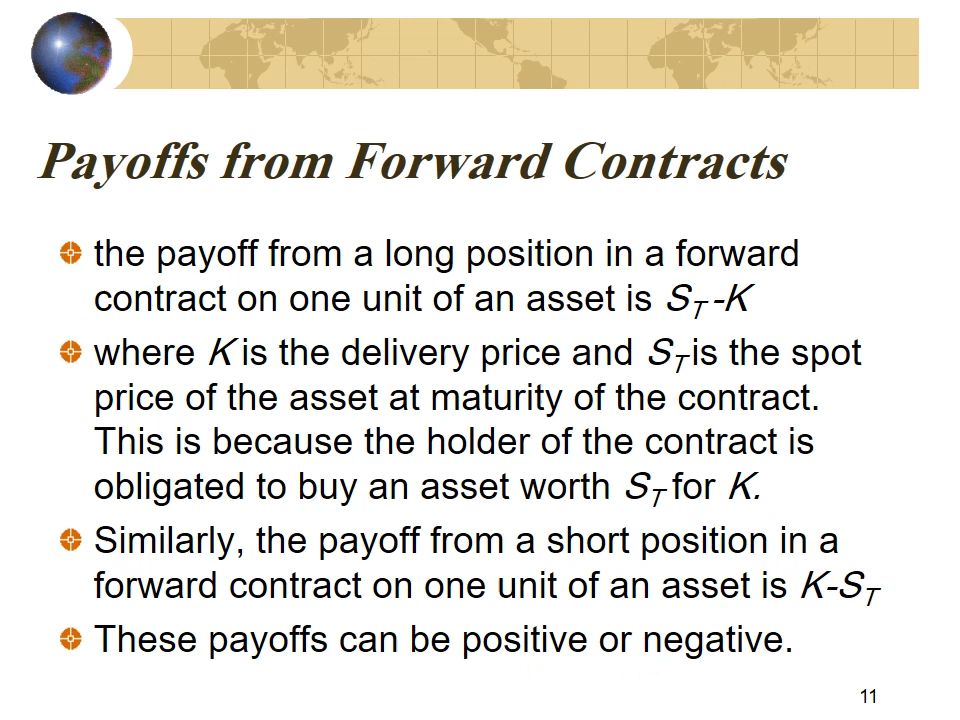 Payoffs from Forward Contracts
the payoff from a long position in a forward
contract on one unit of an asset is S_T -K
where K is the delivery price and S_T is the spot
price of the asset at maturity of the contract.
This is because the holder of the contract is
obligated to buy an asset worth S_T for K.
Similarly, the payoff from a short position in a
forward contract on one unit of an asset is K-S_T
These payoffs can be positive or negative.
11